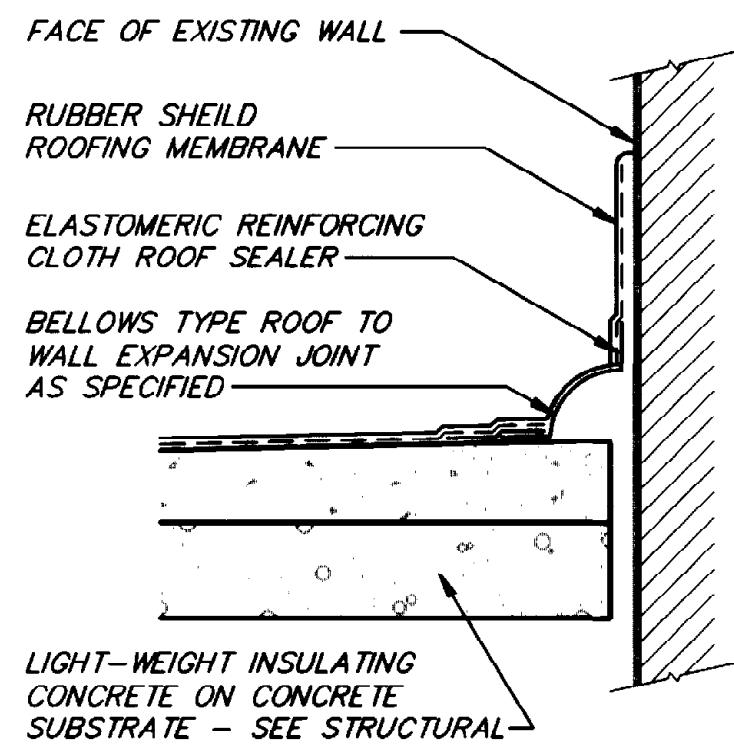 FACE OF EXISTING WALL
RUBBER SHEILD
ROOFING MEMBRANE
ELASTOMERIC REINFORCING
CLOTH ROOF SEALER
BELLOWS TYPE ROOF TO
WALL EXPANSION JOINT
AS SPECIFIED
LIGHT-WEIGHT INSULATING
CONCRETE ON CONCRETE
SUBSTRATE - SEE STRUCTURAL